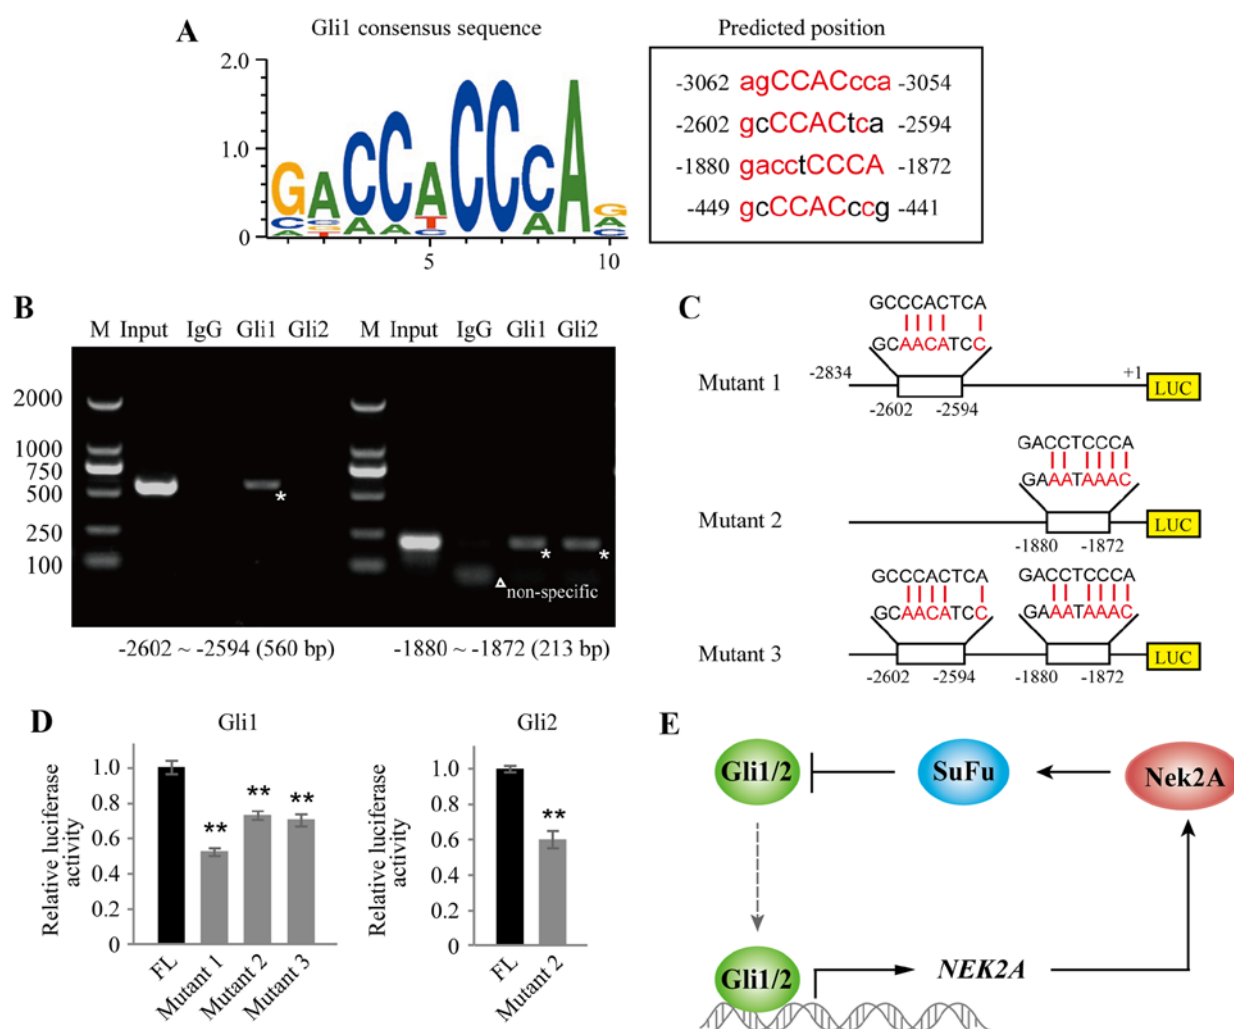 A
Gli1 consensus sequence
2.0
1.0
0
GACCACCCAG
5
10
Predicted position
-3062 agCCACcca -3054
-2602 gcCCACtca -2594
-1880 gacctCCCA -1872
-449 gcCCACccg -441
B
M Input IgG Gli1 Gli2 M Input IgG Gli1 Gli2
2000
1000
750
500
250
100
*
* *
non-specific
-2602 ~ -2594 (560 bp) -1880 ~ -1872 (213 bp)
C
GCCCACTCA
GCAACATCC
Mutant 1
-2834
+1
LUC
-2602 -2594
GACCTCCCA
GAAATAAAC
Mutant 2
LUC
-1880 -1872
GCCCACTCA GACCTCCCA
GCAACATCC GAAATAAAC
Mutant 3
LUC
-2602 -2594 -1880 -1872
D
Gli1
Relative luciferase
activity
1.0
0.8
0.6
0.4
0.2
0
** ** **
FL Mutant 1 Mutant 2 Mutant 3
Gli2
Relative luciferase
activity
1.0
0.8
0.6
0.4
0.2
0
**
FL Mutant 2
E
Gli1/2 SuFu Nek2A
Gli1/2 NEK2A